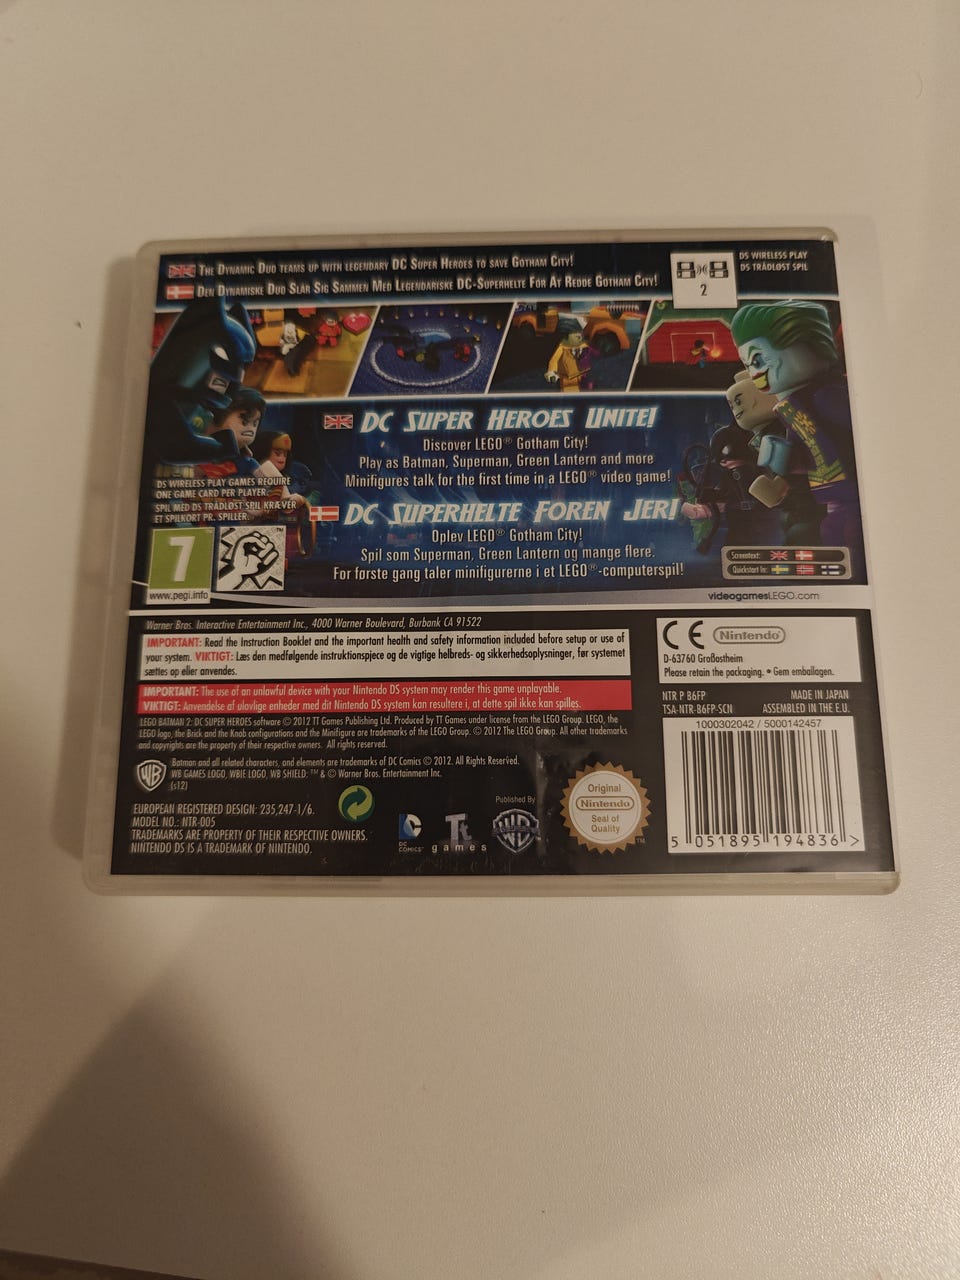 The Dynamic Duo teams up with legendary DC Super Heroes to save Gotham City!
Den Dynamiske Duo Slår Sig Sammen Med Legendariske DC-Superhelte For At Redde Gotham City!
2
DS WIRELESS PLAY
DS TRÅDLØST SPIL
DC SUPER HEROES UNITE!
Discover LEGO® Gotham City!
Play as Batman, Superman, Green Lantern and more
Minifigures talk for the first time in a LEGO® video game!
DS WIRELESS PLAY GAMES REQUIRE
ONE GAME CARD PER PLAYER.
SPIL MED DS TRÅDLØST SPIL KRÆVER
ET SPILKORT PR. SPILLER.
DC SUPERHELTE FOREN JER!
Oplev LEGO® Gotham City!
Spil som Superman, Green Lantern og mange flere.
For første gang taler minifigurerne i et LEGO®-computerspil!
7
www.pegi.info
TM
Screentext:
Quickstart In:
videogamesLEGO.com
Warner Bros. Interactive Entertainment Inc., 4000 Warner Boulevard, Burbank CA 91522
IMPORTANT: Read the Instruction Booklet and the important health and safety information included before setup or use of
your system. VIKTIGT: Læs den medfølgende instruktionspjece og de vigtige helbreds- og sikkerhedsoplysninger, før systemet
sættes op eller anvendes.
IMPORTANT: The use of an unlawful device with your Nintendo DS system may render this game unplayable.
VIKTIGT: Anvendelse af ulovlige enheder med dit Nintendo DS system kan resultere i, at dette spil ikke kan spilles.
LEGO BATMAN 2: DC SUPER HEROES software © 2012 TT Games Publishing Ltd. Produced by TT Games under license from the LEGO Group. LEGO, the
LEGO logo, the Brick and the Knob configurations and the Minifigure are trademarks of the LEGO Group. © 2012 The LEGO Group. All other trademarks
and copyrights are the property of their respective owners. All rights reserved.
WB
Batman and all related characters, and elements are trademarks of DC Comics © 2012. All Rights Reserved.
WB GAMES LOGO, WBIE LOGO, WB SHIELD: ™ & © Warner Bros. Entertainment Inc.
(s12)
EUROPEAN REGISTERED DESIGN: 235,247-1/6.
MODEL NO.: NTR-005
TRADEMARKS ARE PROPERTY OF THEIR RESPECTIVE OWNERS.
NINTENDO DS IS A TRADEMARK OF NINTENDO.
DC COMICS™
Tt games
Published By
WB GAMES
Original
Nintendo
Seal of
Quality
TM
CE Nintendo
D-63760 Großostheim
Please retain the packaging. • Gem emballagen.
NTR P B6FP
TSA-NTR-B6FP-SCN
MADE IN JAPAN
ASSEMBLED IN THE E.U.
1000302042 / 5000142457
5 051895 194836 >